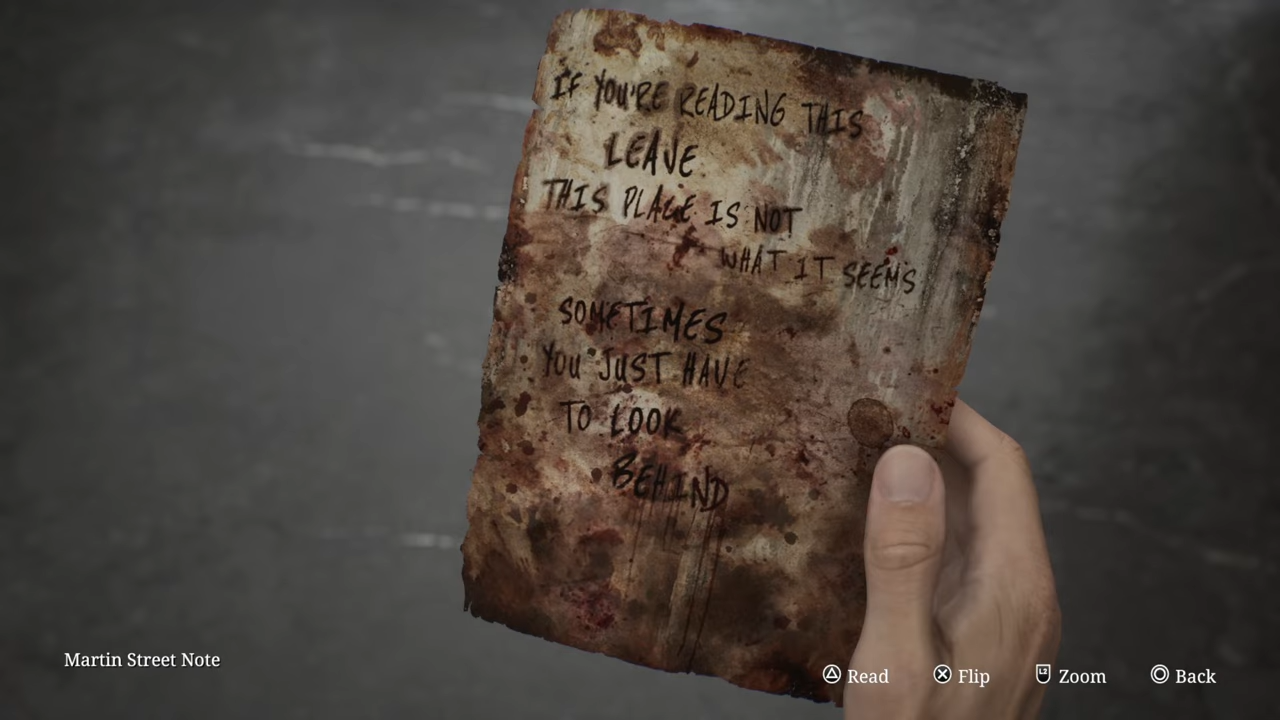 IF YOU'RE READING THIS
LEAVE.
THIS PLACE IS NOT
WHAT IT SEEMS
SOMETIMES
YOU JUST HAVE
TO LOOK
BEHIND
Martin Street Note
Read
Flip
L2 Zoom
Back